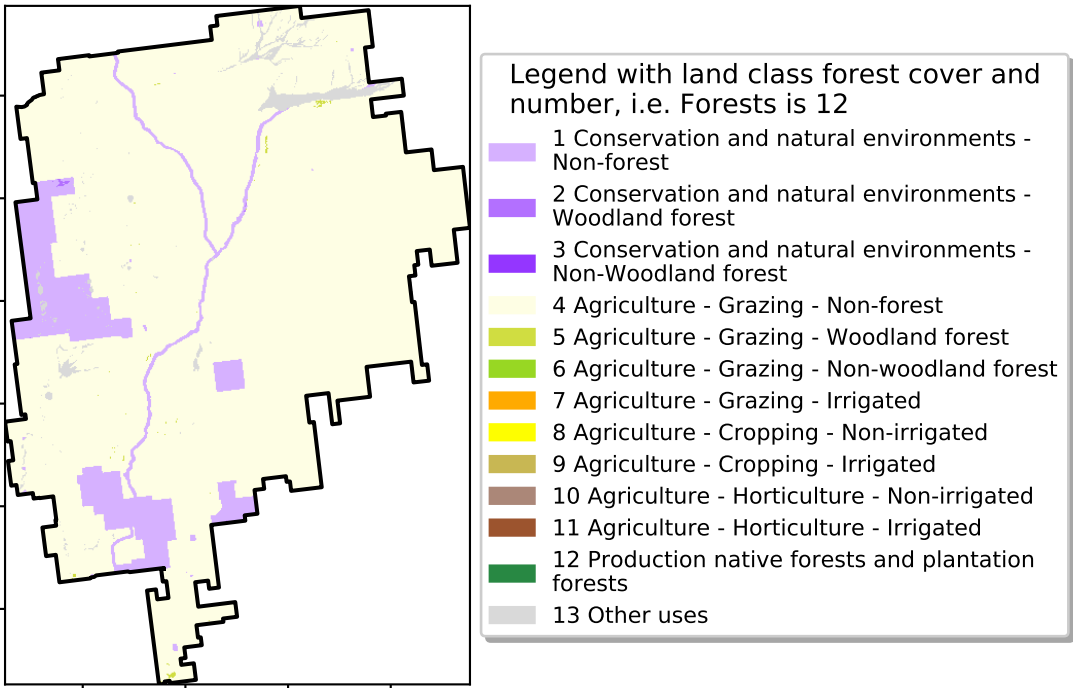 Legend with land class forest cover and
number, i.e. Forests is 12
1 Conservation and natural environments -
Non-forest
2 Conservation and natural environments -
Woodland forest
3 Conservation and natural environments -
Non-Woodland forest
4 Agriculture - Grazing - Non-forest
5 Agriculture - Grazing - Woodland forest
6 Agriculture - Grazing - Non-woodland forest
7 Agriculture - Grazing - Irrigated
8 Agriculture - Cropping - Non-irrigated
9 Agriculture - Cropping - Irrigated
10 Agriculture - Horticulture - Non-irrigated
11 Agriculture - Horticulture - Irrigated
12 Production native forests and plantation
forests
13 Other uses